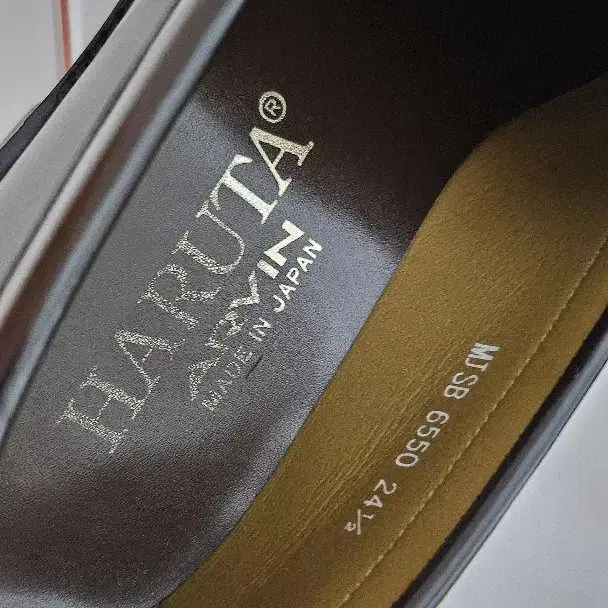 HARUTA®
ARVIN
MADE IN JAPAN
MJSB 6550 24½